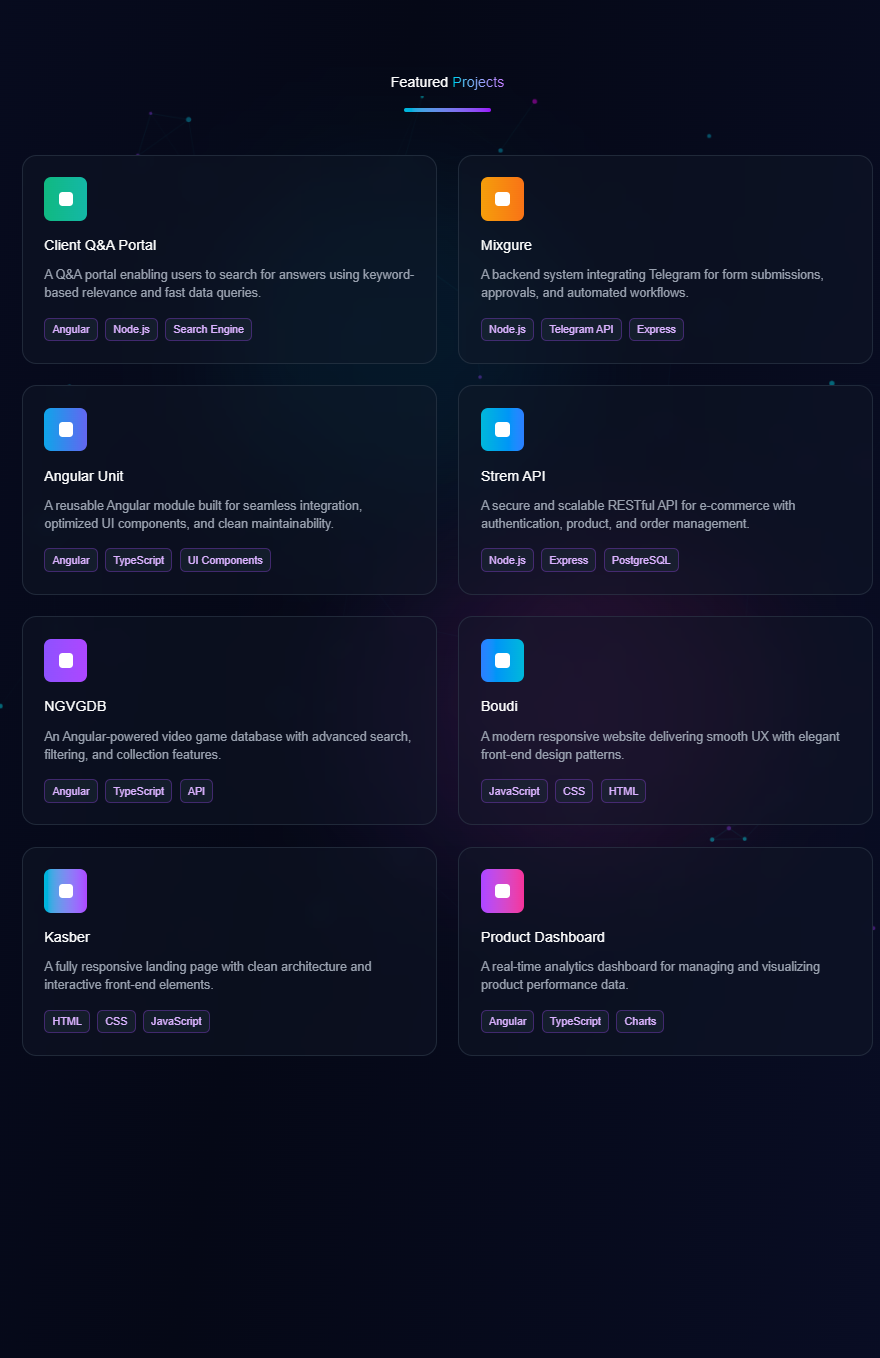 Featured Projects
Client Q&A Portal
A Q&A portal enabling users to search for answers using keyword-
based relevance and fast data queries.
Angular Node.js Search Engine
Mixgure
A backend system integrating Telegram for form submissions,
approvals, and automated workflows.
Node.js Telegram API Express
Angular Unit
A reusable Angular module built for seamless integration,
optimized UI components, and clean maintainability.
Angular TypeScript UI Components
Strem API
A secure and scalable RESTful API for e-commerce with
authentication, product, and order management.
Node.js Express PostgreSQL
NGVGDB
An Angular-powered video game database with advanced search,
filtering, and collection features.
Angular TypeScript API
Boudi
A modern responsive website delivering smooth UX with elegant
front-end design patterns.
JavaScript CSS HTML
Kasber
A fully responsive landing page with clean architecture and
interactive front-end elements.
HTML CSS JavaScript
Product Dashboard
A real-time analytics dashboard for managing and visualizing
product performance data.
Angular TypeScript Charts